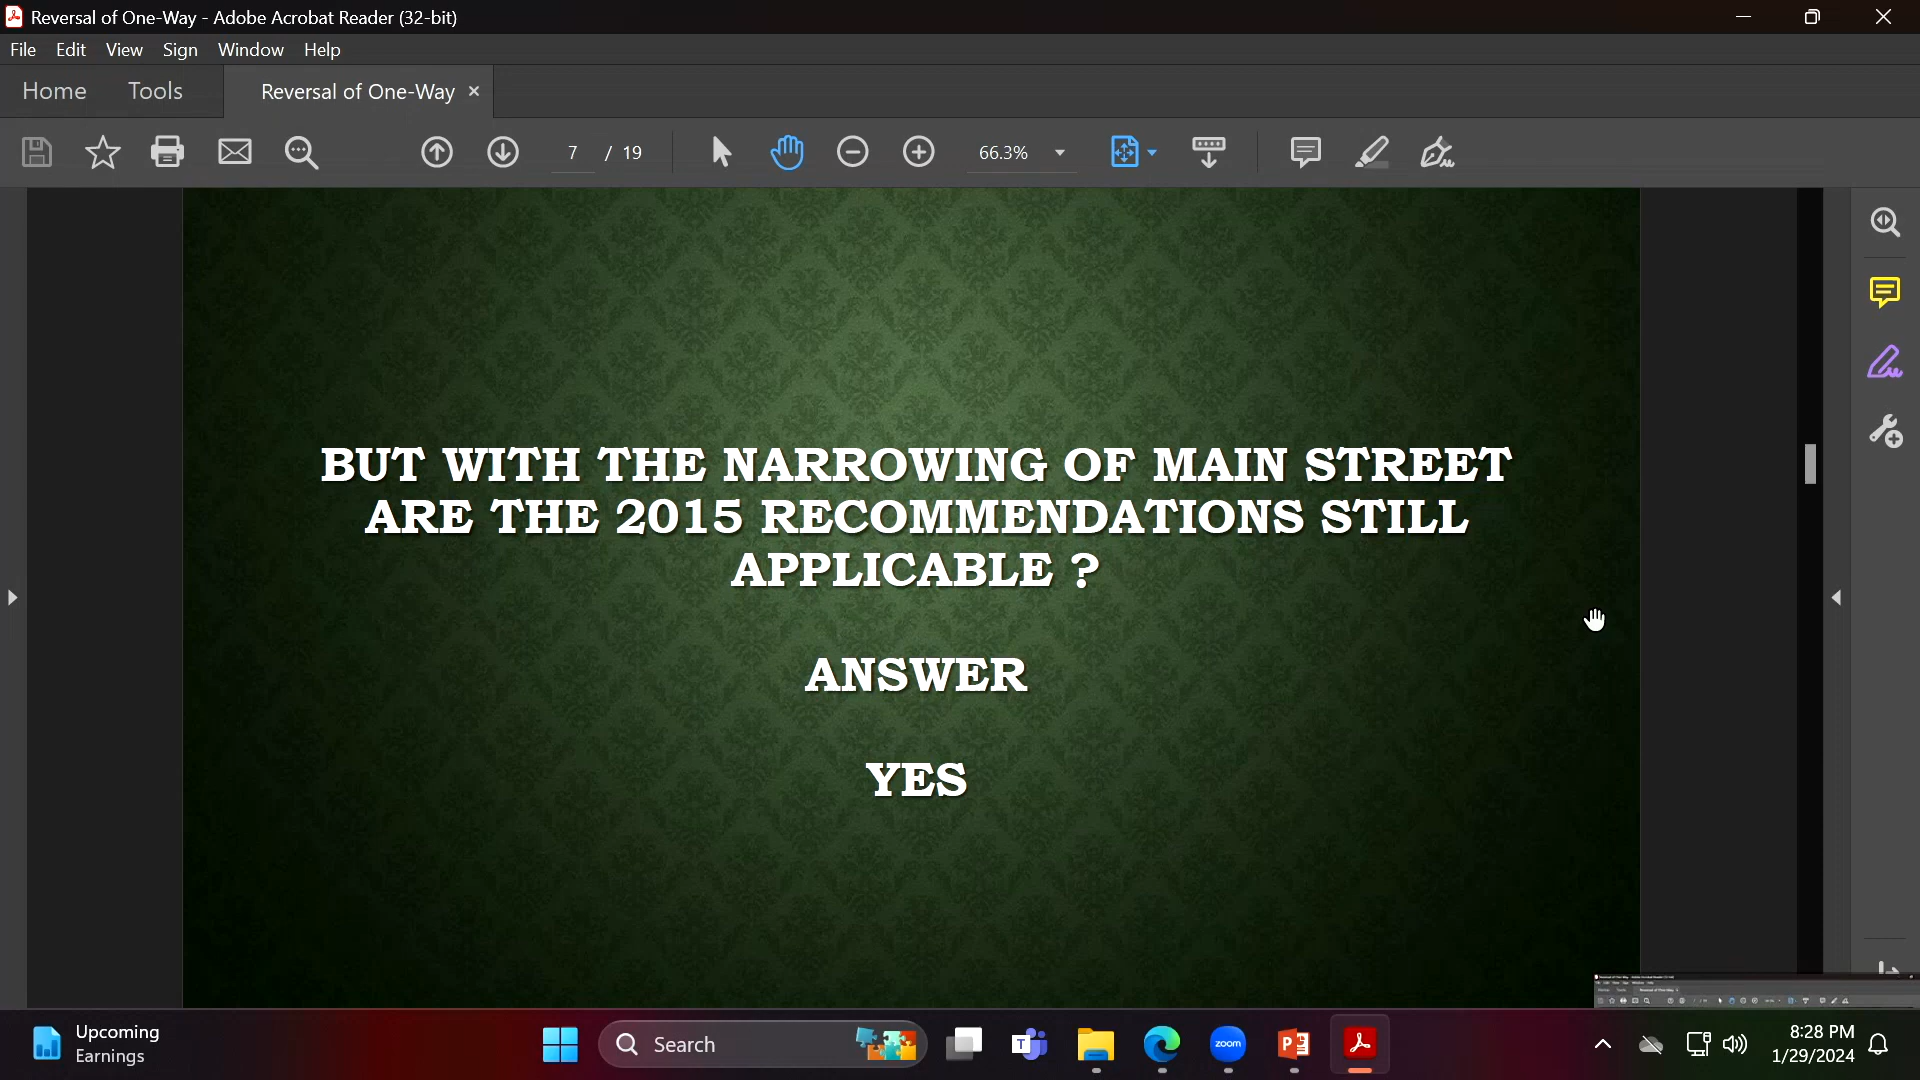 Reversal of One-Way - Adobe Acrobat Reader (32-bit)
File Edit View Sign Window Help
Home Tools Reversal of One-Way ×
7 / 19 66.3%
BUT WITH THE NARROWING OF MAIN STREET
ARE THE 2015 RECOMMENDATIONS STILL
APPLICABLE ?
ANSWER
YES
Upcoming
Earnings
Search
zoom
8:28 PM
1/29/2024